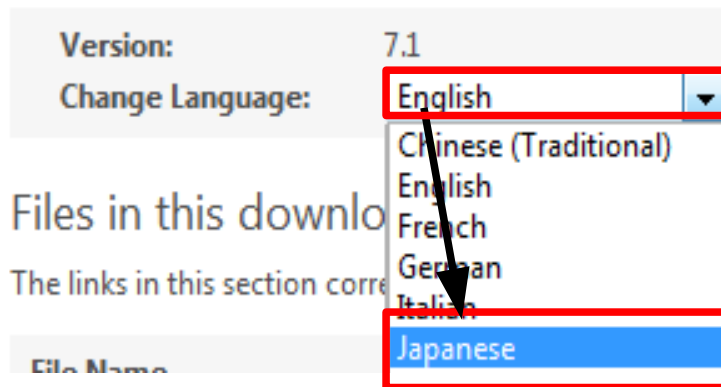 Version: 7.1
Change Language: English
Chinese (Traditional)
English
French
German
Italian
Japanese
Files in this downlo
The links in this section corre
File Name